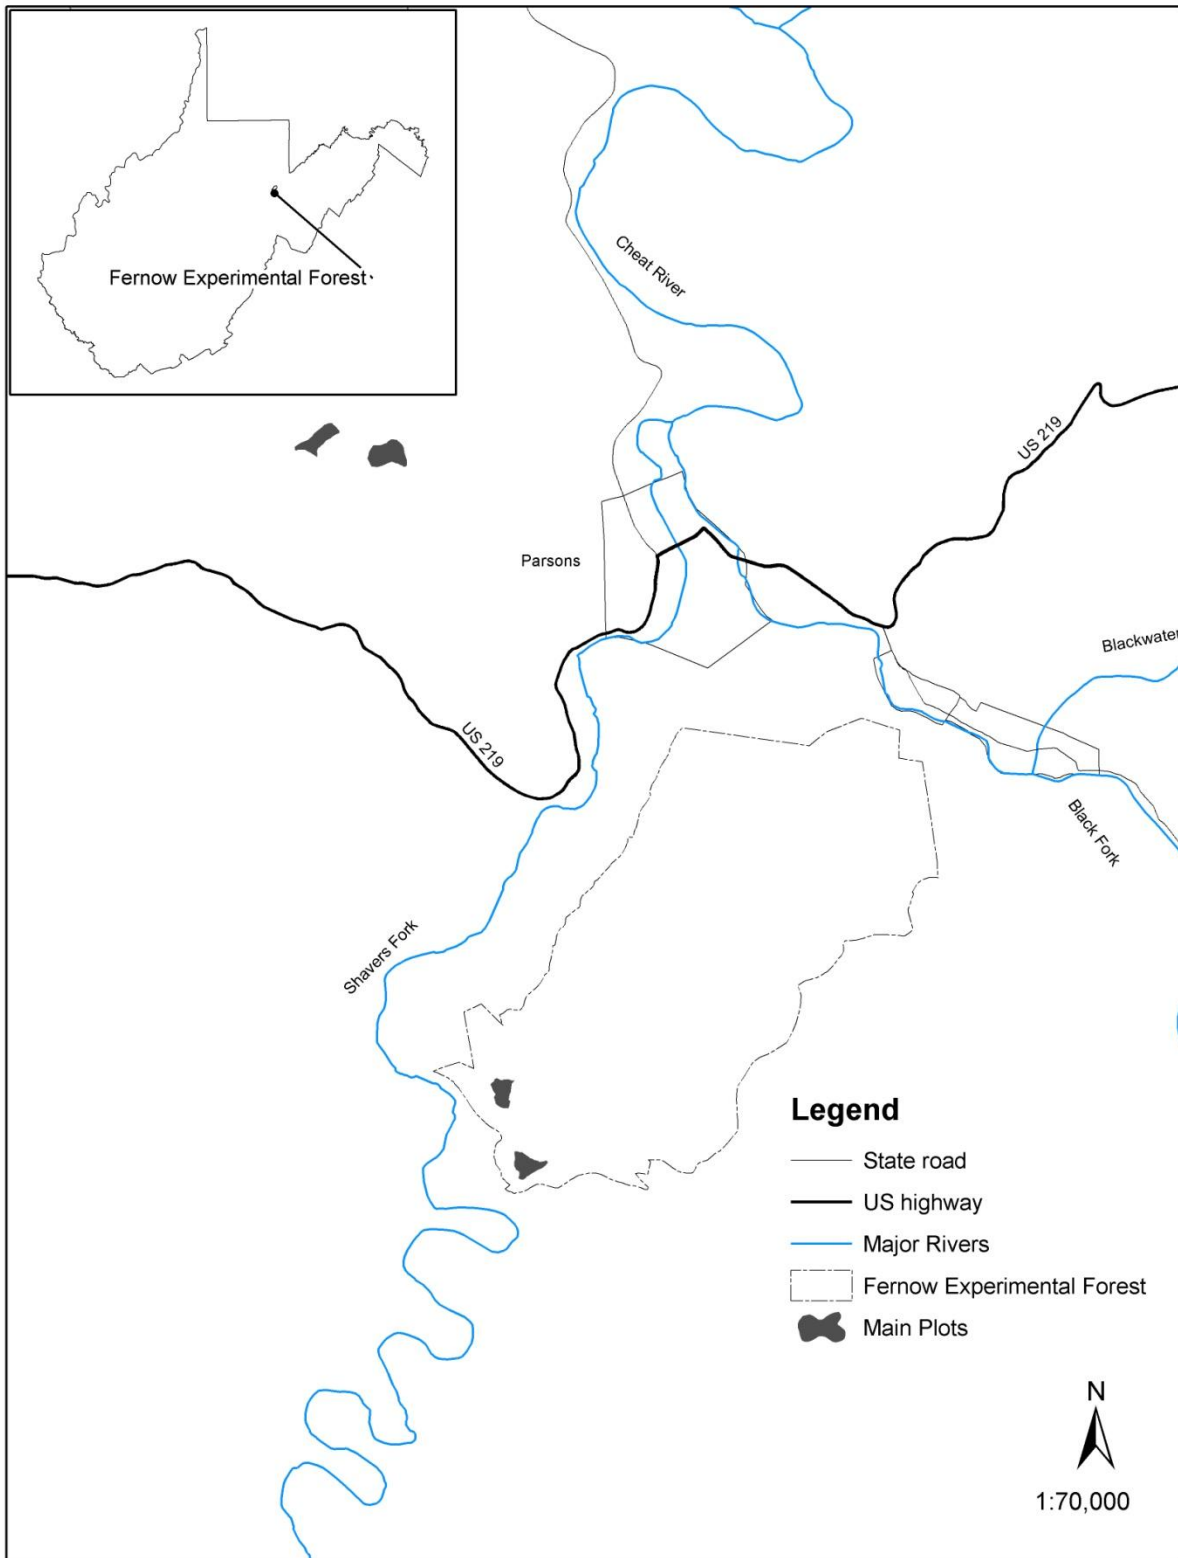 Fernow Experimental Forest
Cheat River
US 219
Parsons
Blackwater
US 219
Black Fork
Shavers Fork
Legend
State road
US highway
Major Rivers
Fernow Experimental Forest
Main Plots
N
1:70,000